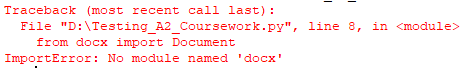 Traceback (most recent call last):
  File "D:\Testing_A2_Coursework.py", line 8, in <module>
    from docx import Document
ImportError: No module named 'docx'